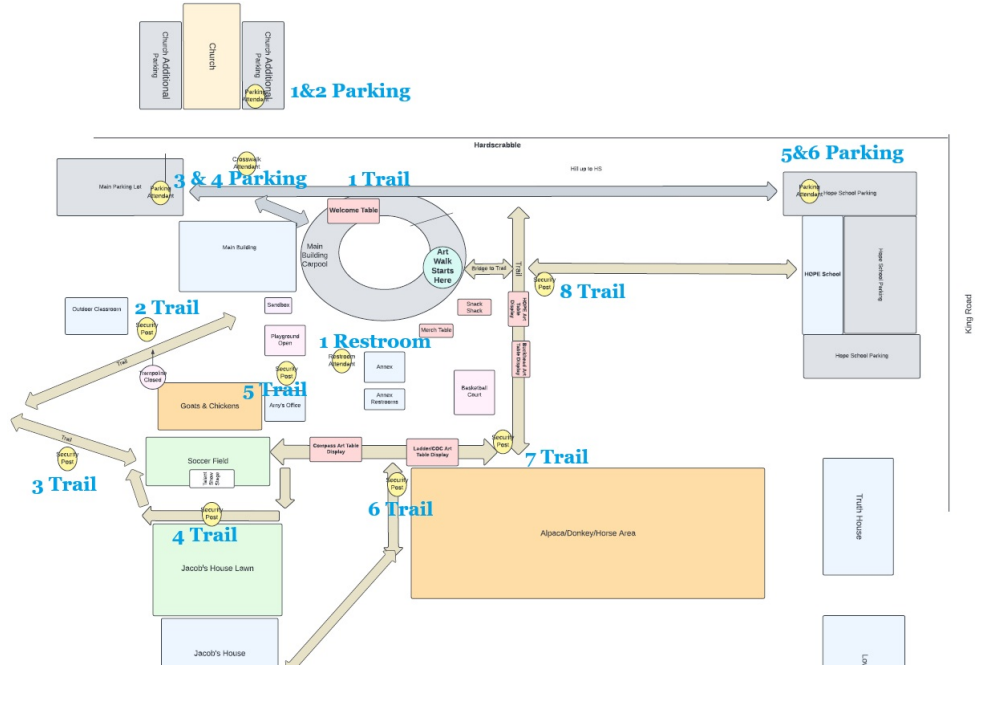 Church Additional
Parking
Church
Church Additional
Parking
Parking
Attendant
1&2 Parking
Hardscrabble
Crosswalk
Attendant
Hill up to HS
5&6 Parking
Main Parking Lot
Parking
Attendant
3 & 4 Parking
1 Trail
Parking
Attendant
Hope School Parking
Welcome Table
Main Building
Main
Building
Carpool
Art
Walk
Starts
Here
Bridge to Trail
Trail
HOPE School
Hope School Parking
Security
Post
8 Trail
King Road
Outdoor Classroom
2 Trail
Security
Post
Sandbox
Snack
Shack
HOPE Art
Table
Display
Merch Table
Playground
Open
1 Restroom
Restroom
Attendant
Annex
Table Display
Hope School Parking
Trail
Trampoline
Closed
Security
Post
5 Trail
Annex
Restrooms
Basketball
Court
Goats & Chickens
Amy's Office
Trail
Security
Post
3 Trail
Soccer Field
Talent
Show
Stage
Compass Art Table
Display
Ladder/CDC Art
Table Display
Security
Post
7 Trail
Security
Post
6 Trail
Security
Post
4 Trail
Alpaca/Donkey/Horse Area
Truth House
Jacob's House Lawn
Jacob's House